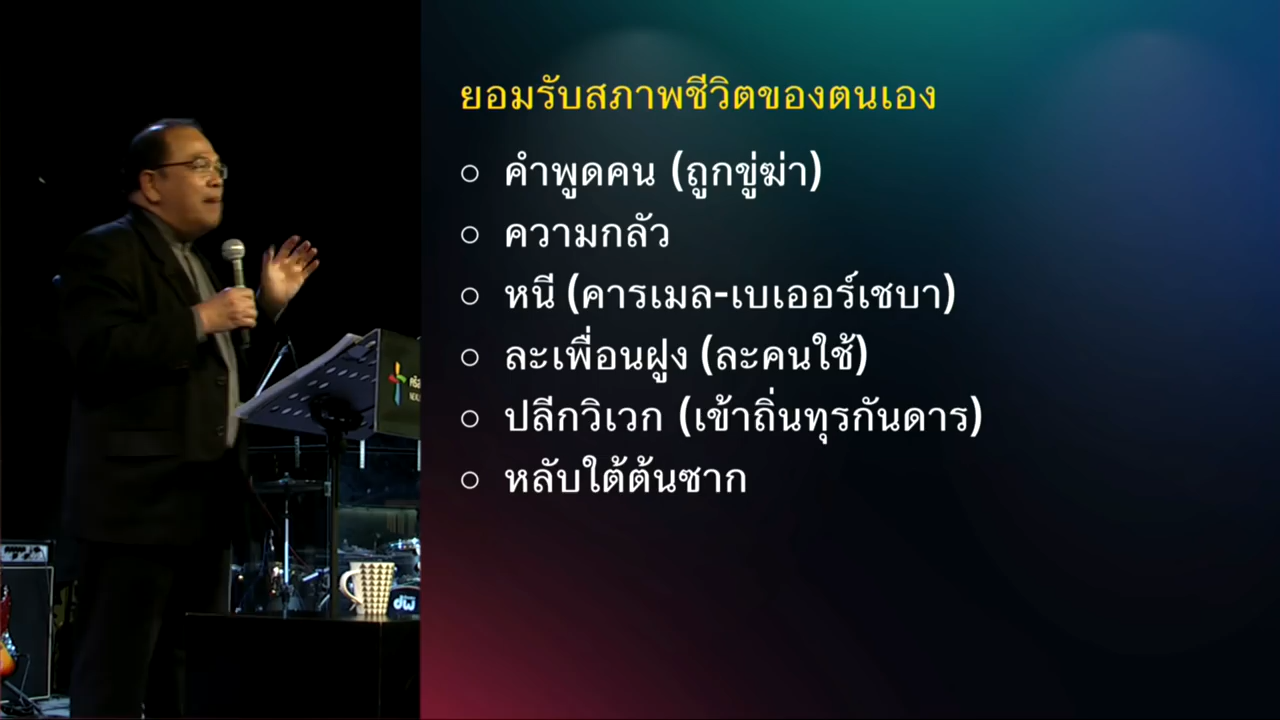 ยอมรับสภาพชีวิตของตนเอง
○ คำพูดคน (ถูกขู่ฆ่า)
○ ความกลัว
○ หนี (คารเมล-เบเออร์เชบา)
○ ละเพื่อนฝูง (ละคนใช้)
○ ปลีกวิเวก (เข้าถิ่นทุรกันดาร)
○ หลับใต้ต้นซาก
dw